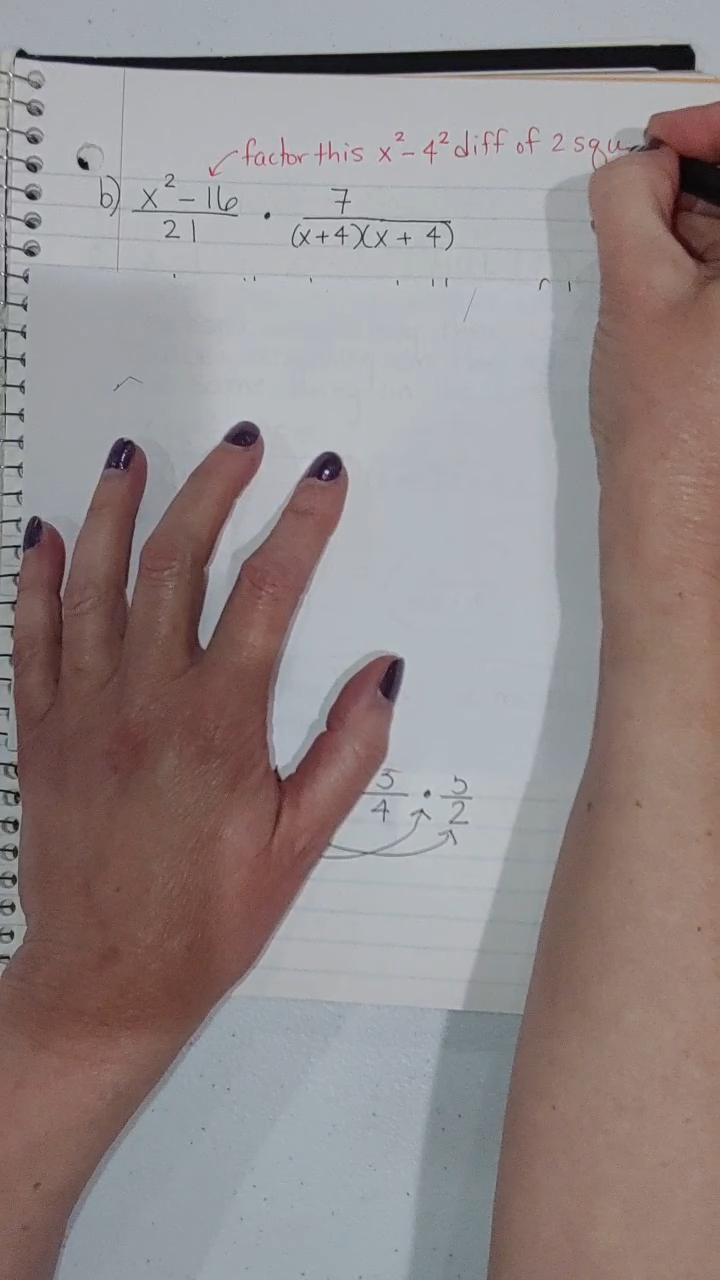 factor this x² - 4² diff of 2 squ
b) x² - 16 / 21 · 7 / (x+4)(x + 4)
5/4 · 5/2